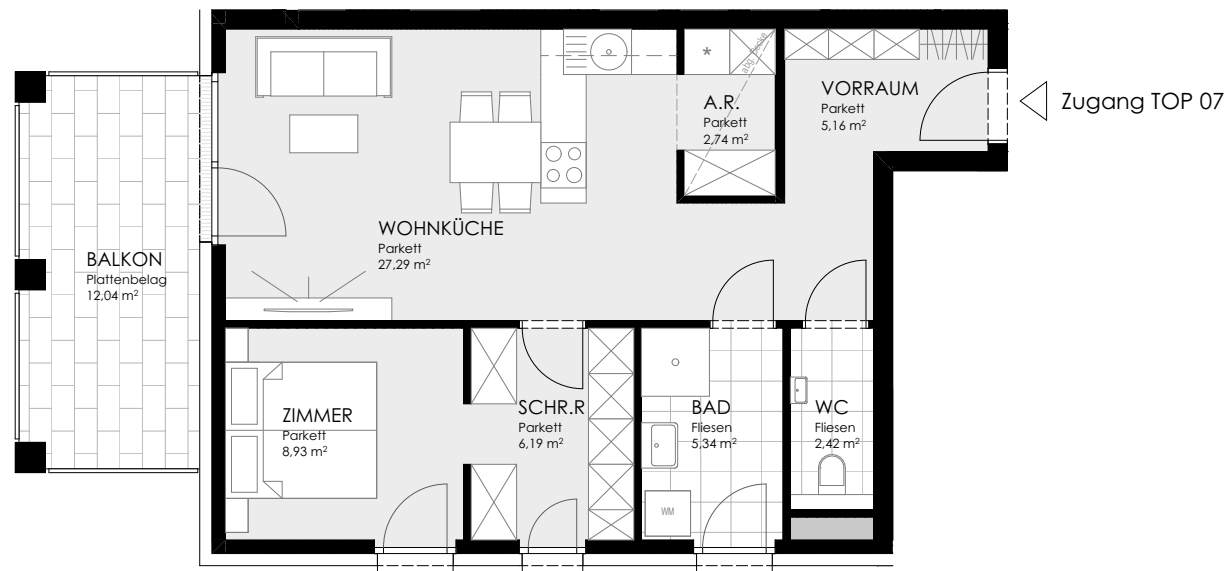 abg. Decke
VORRAUM
Parkett
5,16 m²
Zugang TOP 07
A.R.
Parkett
2,74 m²
WOHNKÜCHE
Parkett
27,29 m²
BALKON
Plattenbelag
12,04 m²
ZIMMER
Parkett
8,93 m²
SCHR.R
Parkett
6,19 m²
BAD
Fliesen
5,34 m²
WC
Fliesen
2,42 m²
WM